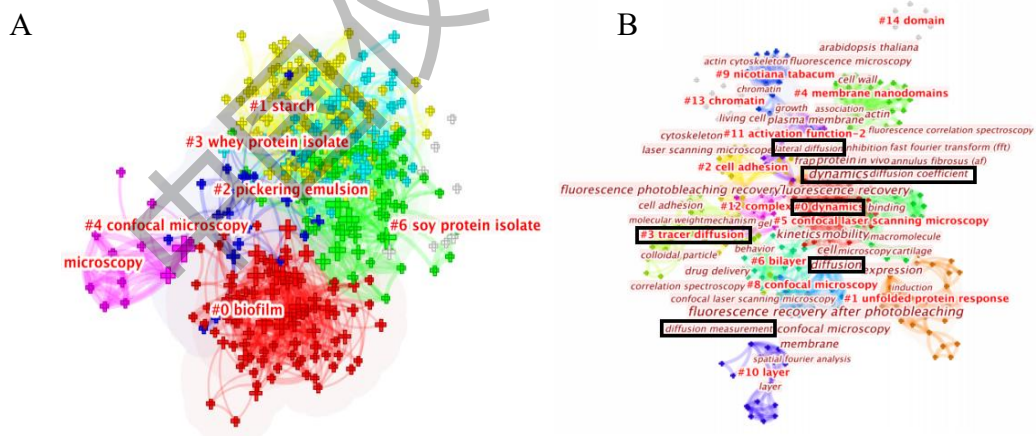 A
#1 starch
#3 whey protein isolate
#2 pickering emulsion
#4 confocal microscopy
#6 soy protein isolate
microscopy
#0 biofilm
B
#14 domain
arabidopsis thaliana
actin cytoskeleton fluorescence microscopy
#9 nicotiana tabacum
cell wall
chromatin
#4 membrane nanodomains
#13 chromatin
growth association
actin
living cell plasma membrane
cytoskeleton #11 activation function-2 fluorescence correlation spectroscopy
laser scanning microscope lateral diffusion inhibition fast fourier transform (fft)
frap protein in vivo annulus fibrosus (af)
#2 cell adhesion
dynamics diffusion coefficient
fluorescence photobleaching recovery fluorescence recovery
cell adhesion #12 complex #0 dynamics binding
molecular weight mechanism gel #5 confocal laser scanning microscopy
#3 tracer diffusion kinetics mobility macromolecule
behavior cell microscopy cartilage
colloidal particle
#6 bilayer diffusion expression
drug delivery
correlation spectroscopy #8 confocal microscopy induction
confocal laser scanning microscopy #1 unfolded protein response
fluorescence recovery after photobleaching
diffusion measurement confocal microscopy
membrane
spatial fourier analysis
#10 layer
layer